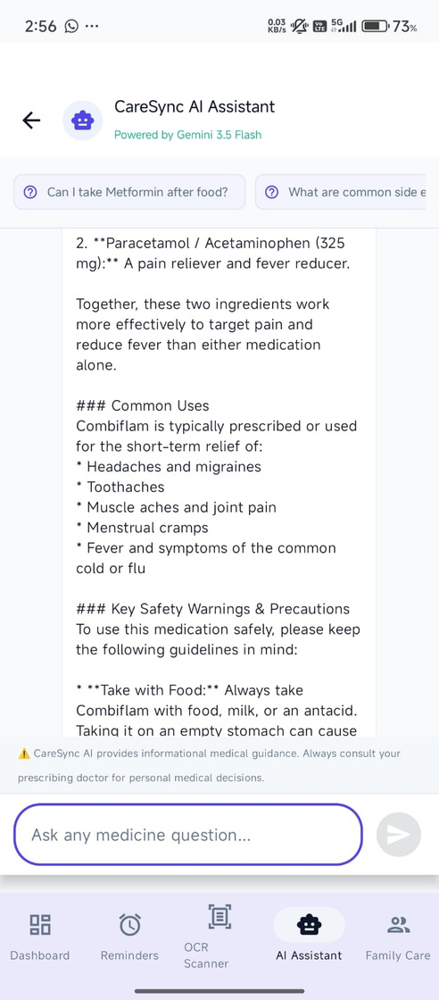 2:56 ... 0.03 KB/s Vo LTE 5G 73%
CareSync AI Assistant
Powered by Gemini 3.5 Flash
Can I take Metformin after food? What are common side e
2. **Paracetamol / Acetaminophen (325
mg):** A pain reliever and fever reducer.
Together, these two ingredients work
more effectively to target pain and
reduce fever than either medication
alone.
### Common Uses
Combiflam is typically prescribed or used
for the short-term relief of:
* Headaches and migraines
* Toothaches
* Muscle aches and joint pain
* Menstrual cramps
* Fever and symptoms of the common
cold or flu
### Key Safety Warnings & Precautions
To use this medication safely, please keep
the following guidelines in mind:
* **Take with Food:** Always take
Combiflam with food, milk, or an antacid.
Taking it on an empty stomach can cause
⚠️ CareSync AI provides informational medical guidance. Always consult your
prescribing doctor for personal medical decisions.
Ask any medicine question...
Dashboard Reminders OCR Scanner AI Assistant Family Care